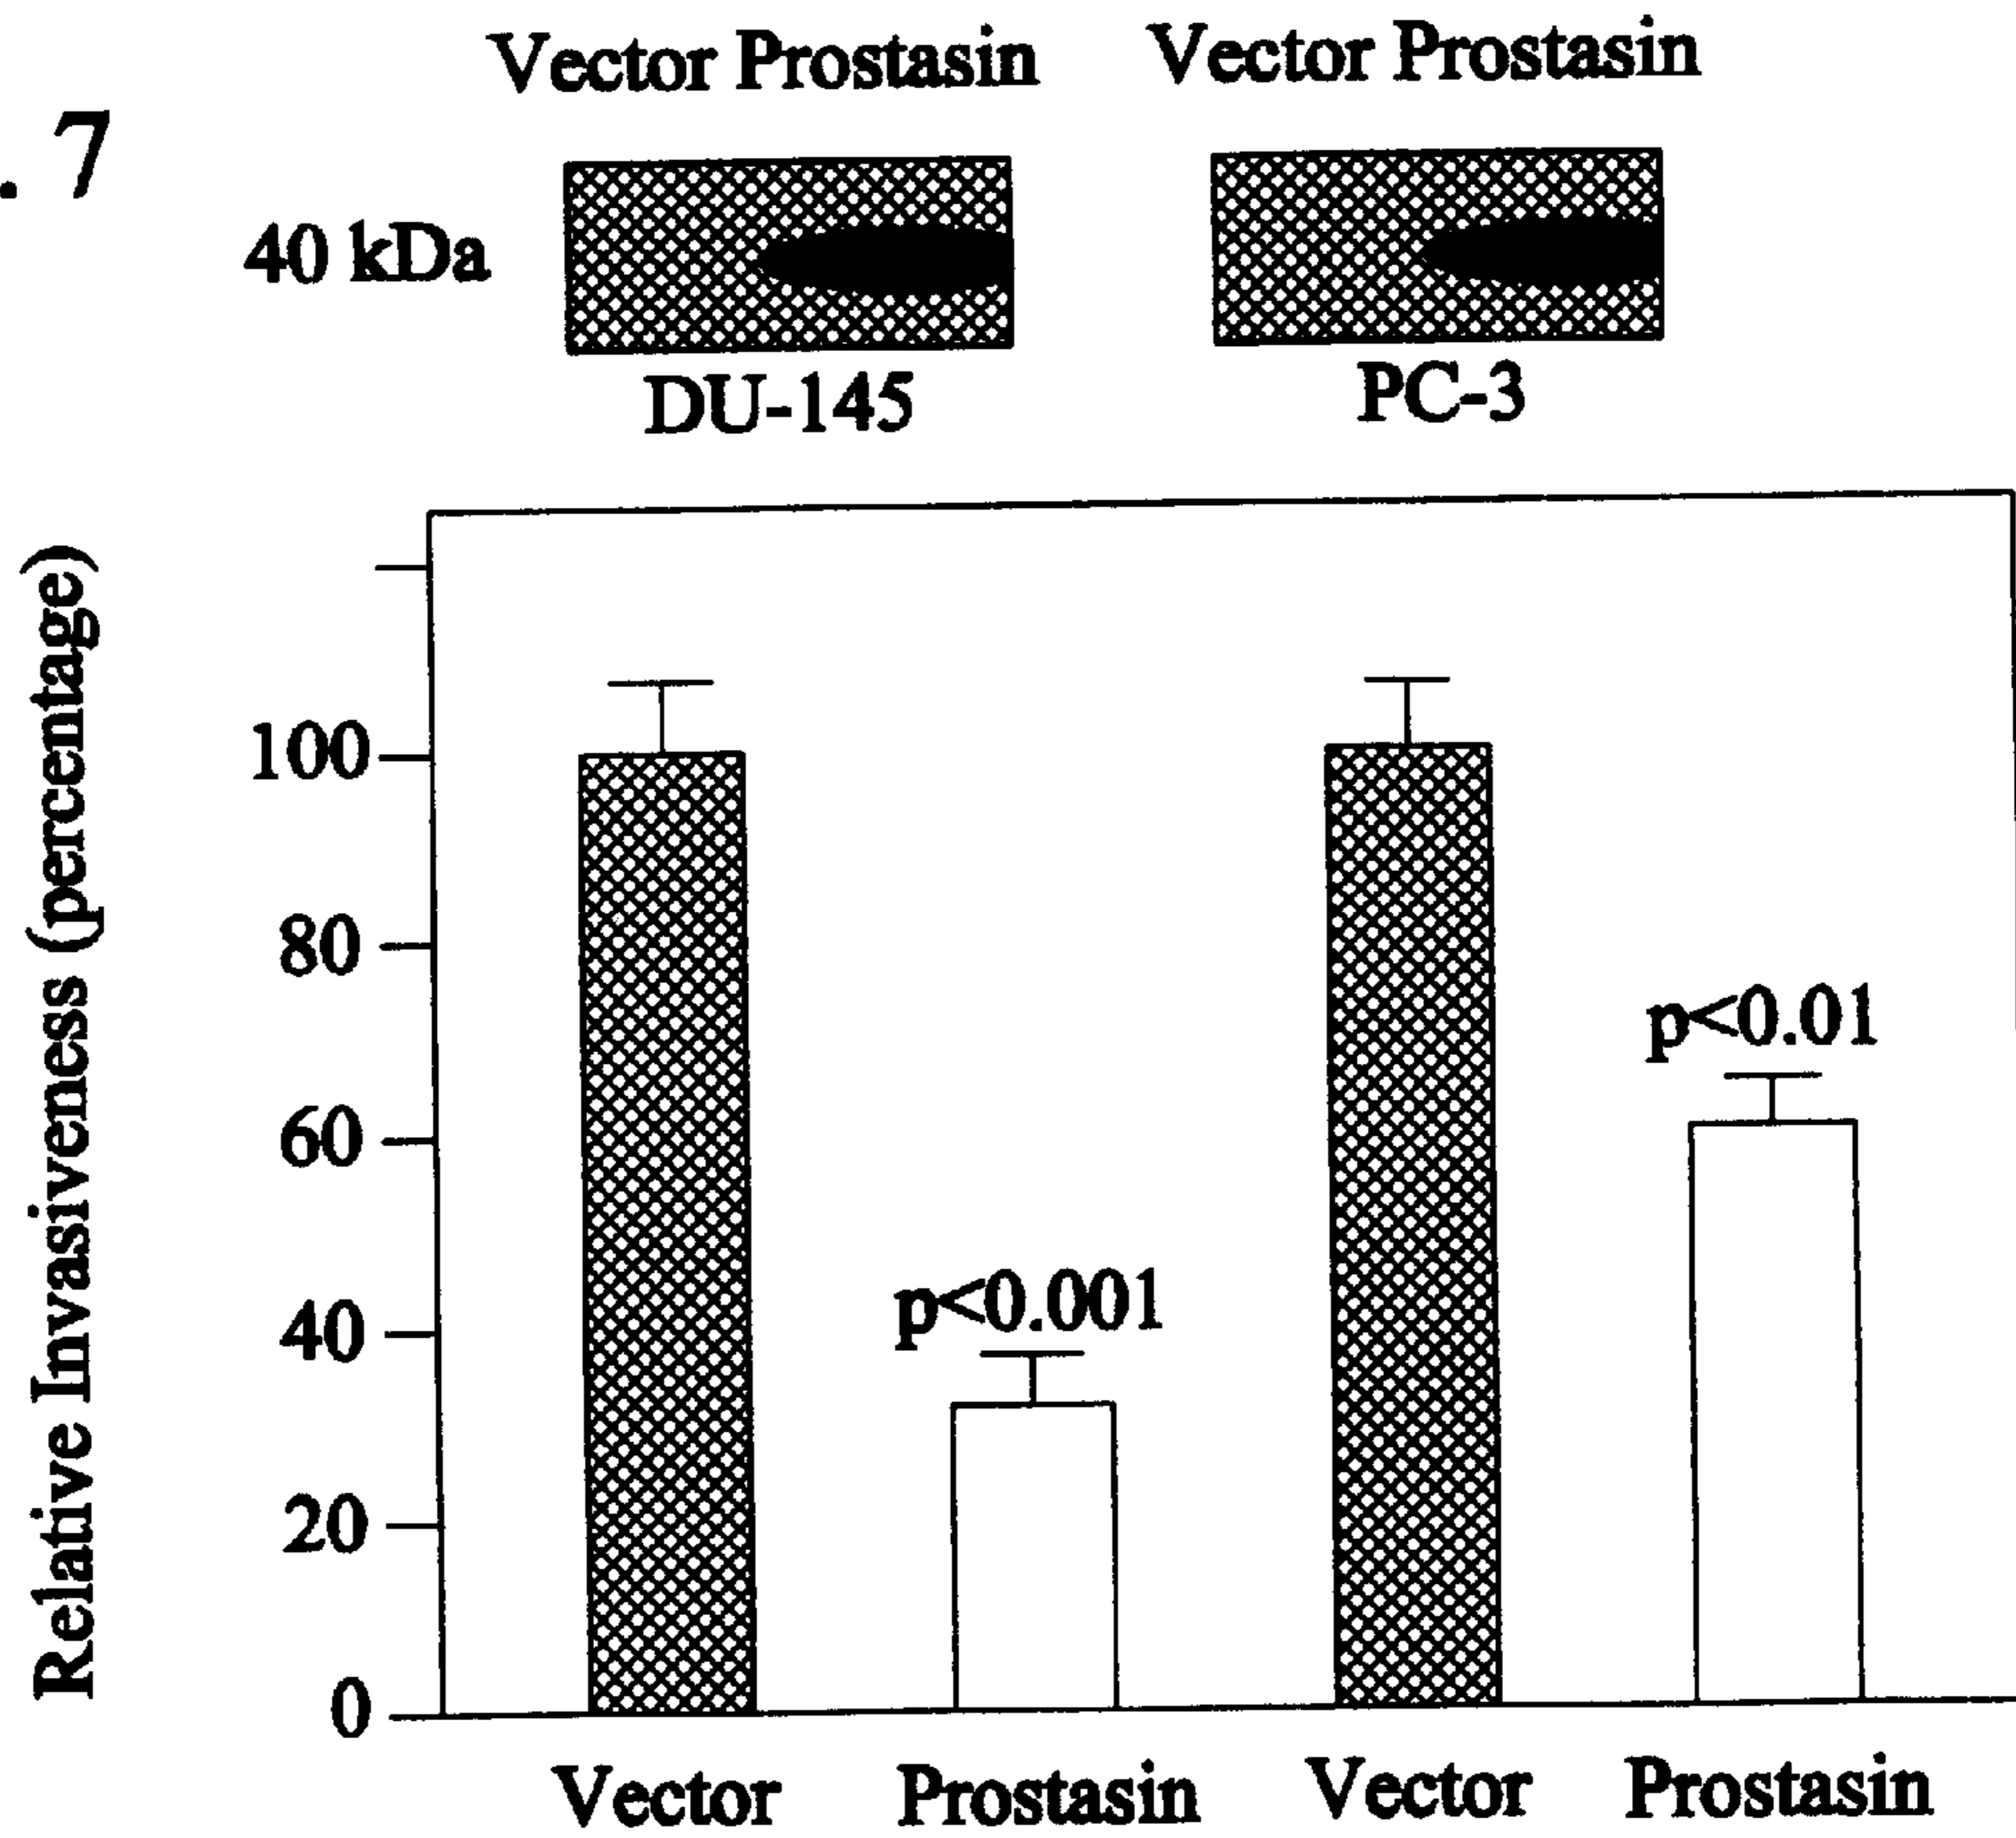 Vector Prostasin Vector Prostasin
. 7
40 kDa
DU-145 PC-3
Relative Invasiveness (percentage)
100
80
60
40
20
0
p<0.001
p<0.01
Vector Prostasin Vector Prostasin